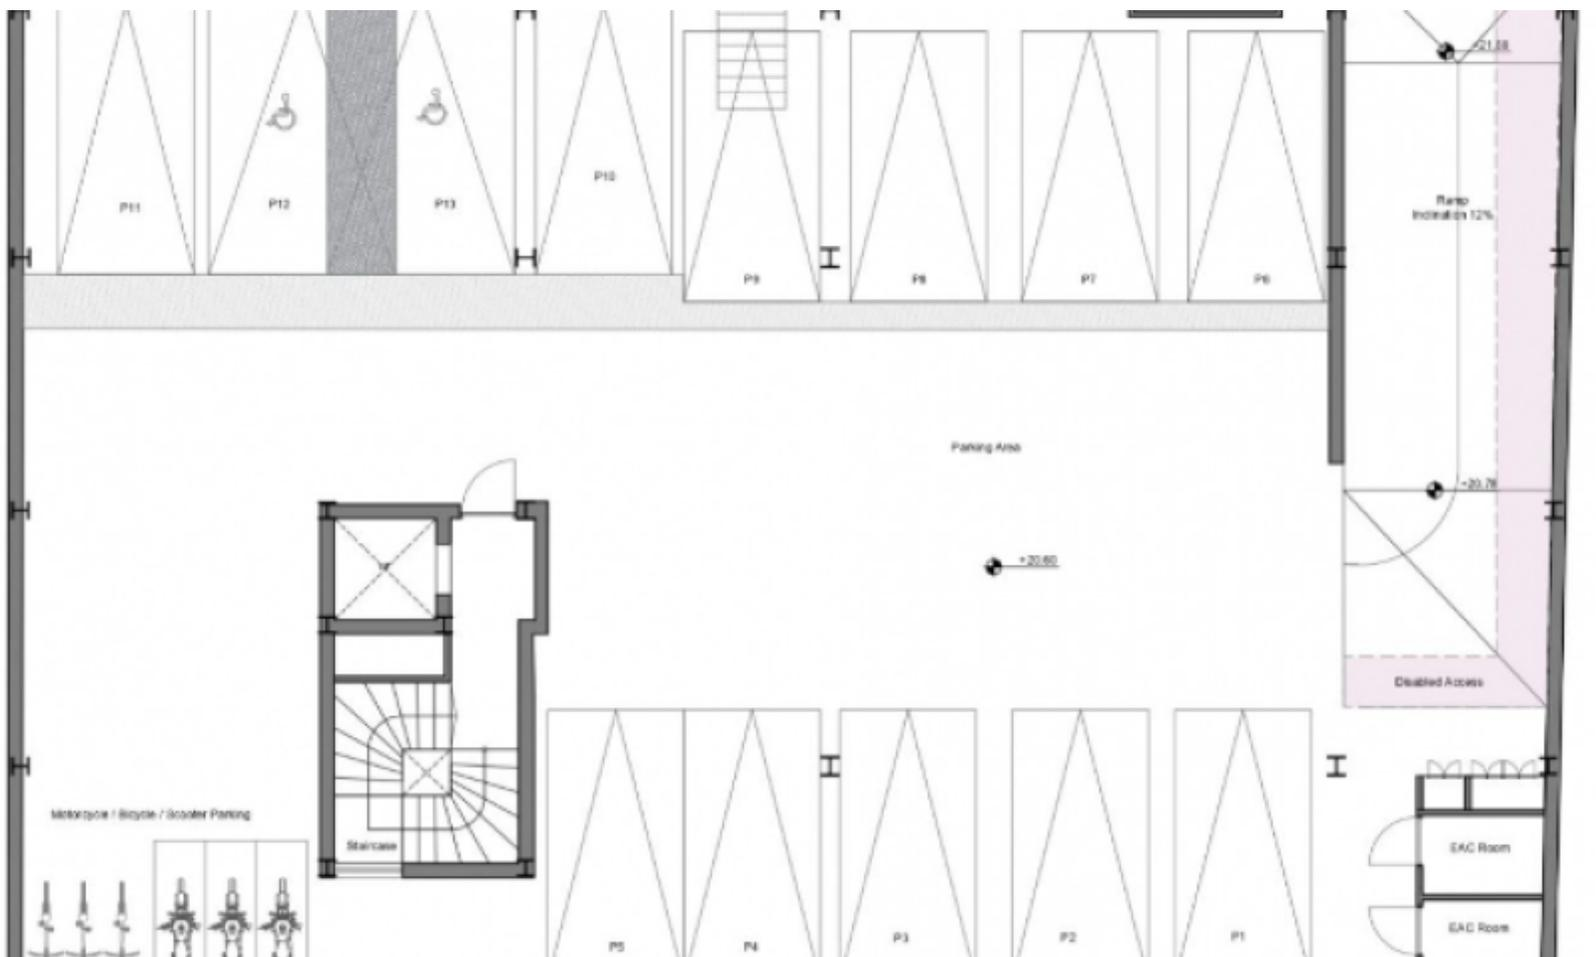 +21.00
P10
P11
P12
P13
Ramp
Inclination 12%
P9
P8
P7
P6
Parking Area
+20.78
+20.60
Disabled Access
Motorcycle / Bicycle / Scooter Parking
Staircase
EAC Room
EAC Room
P5
P4
P3
P2
P1